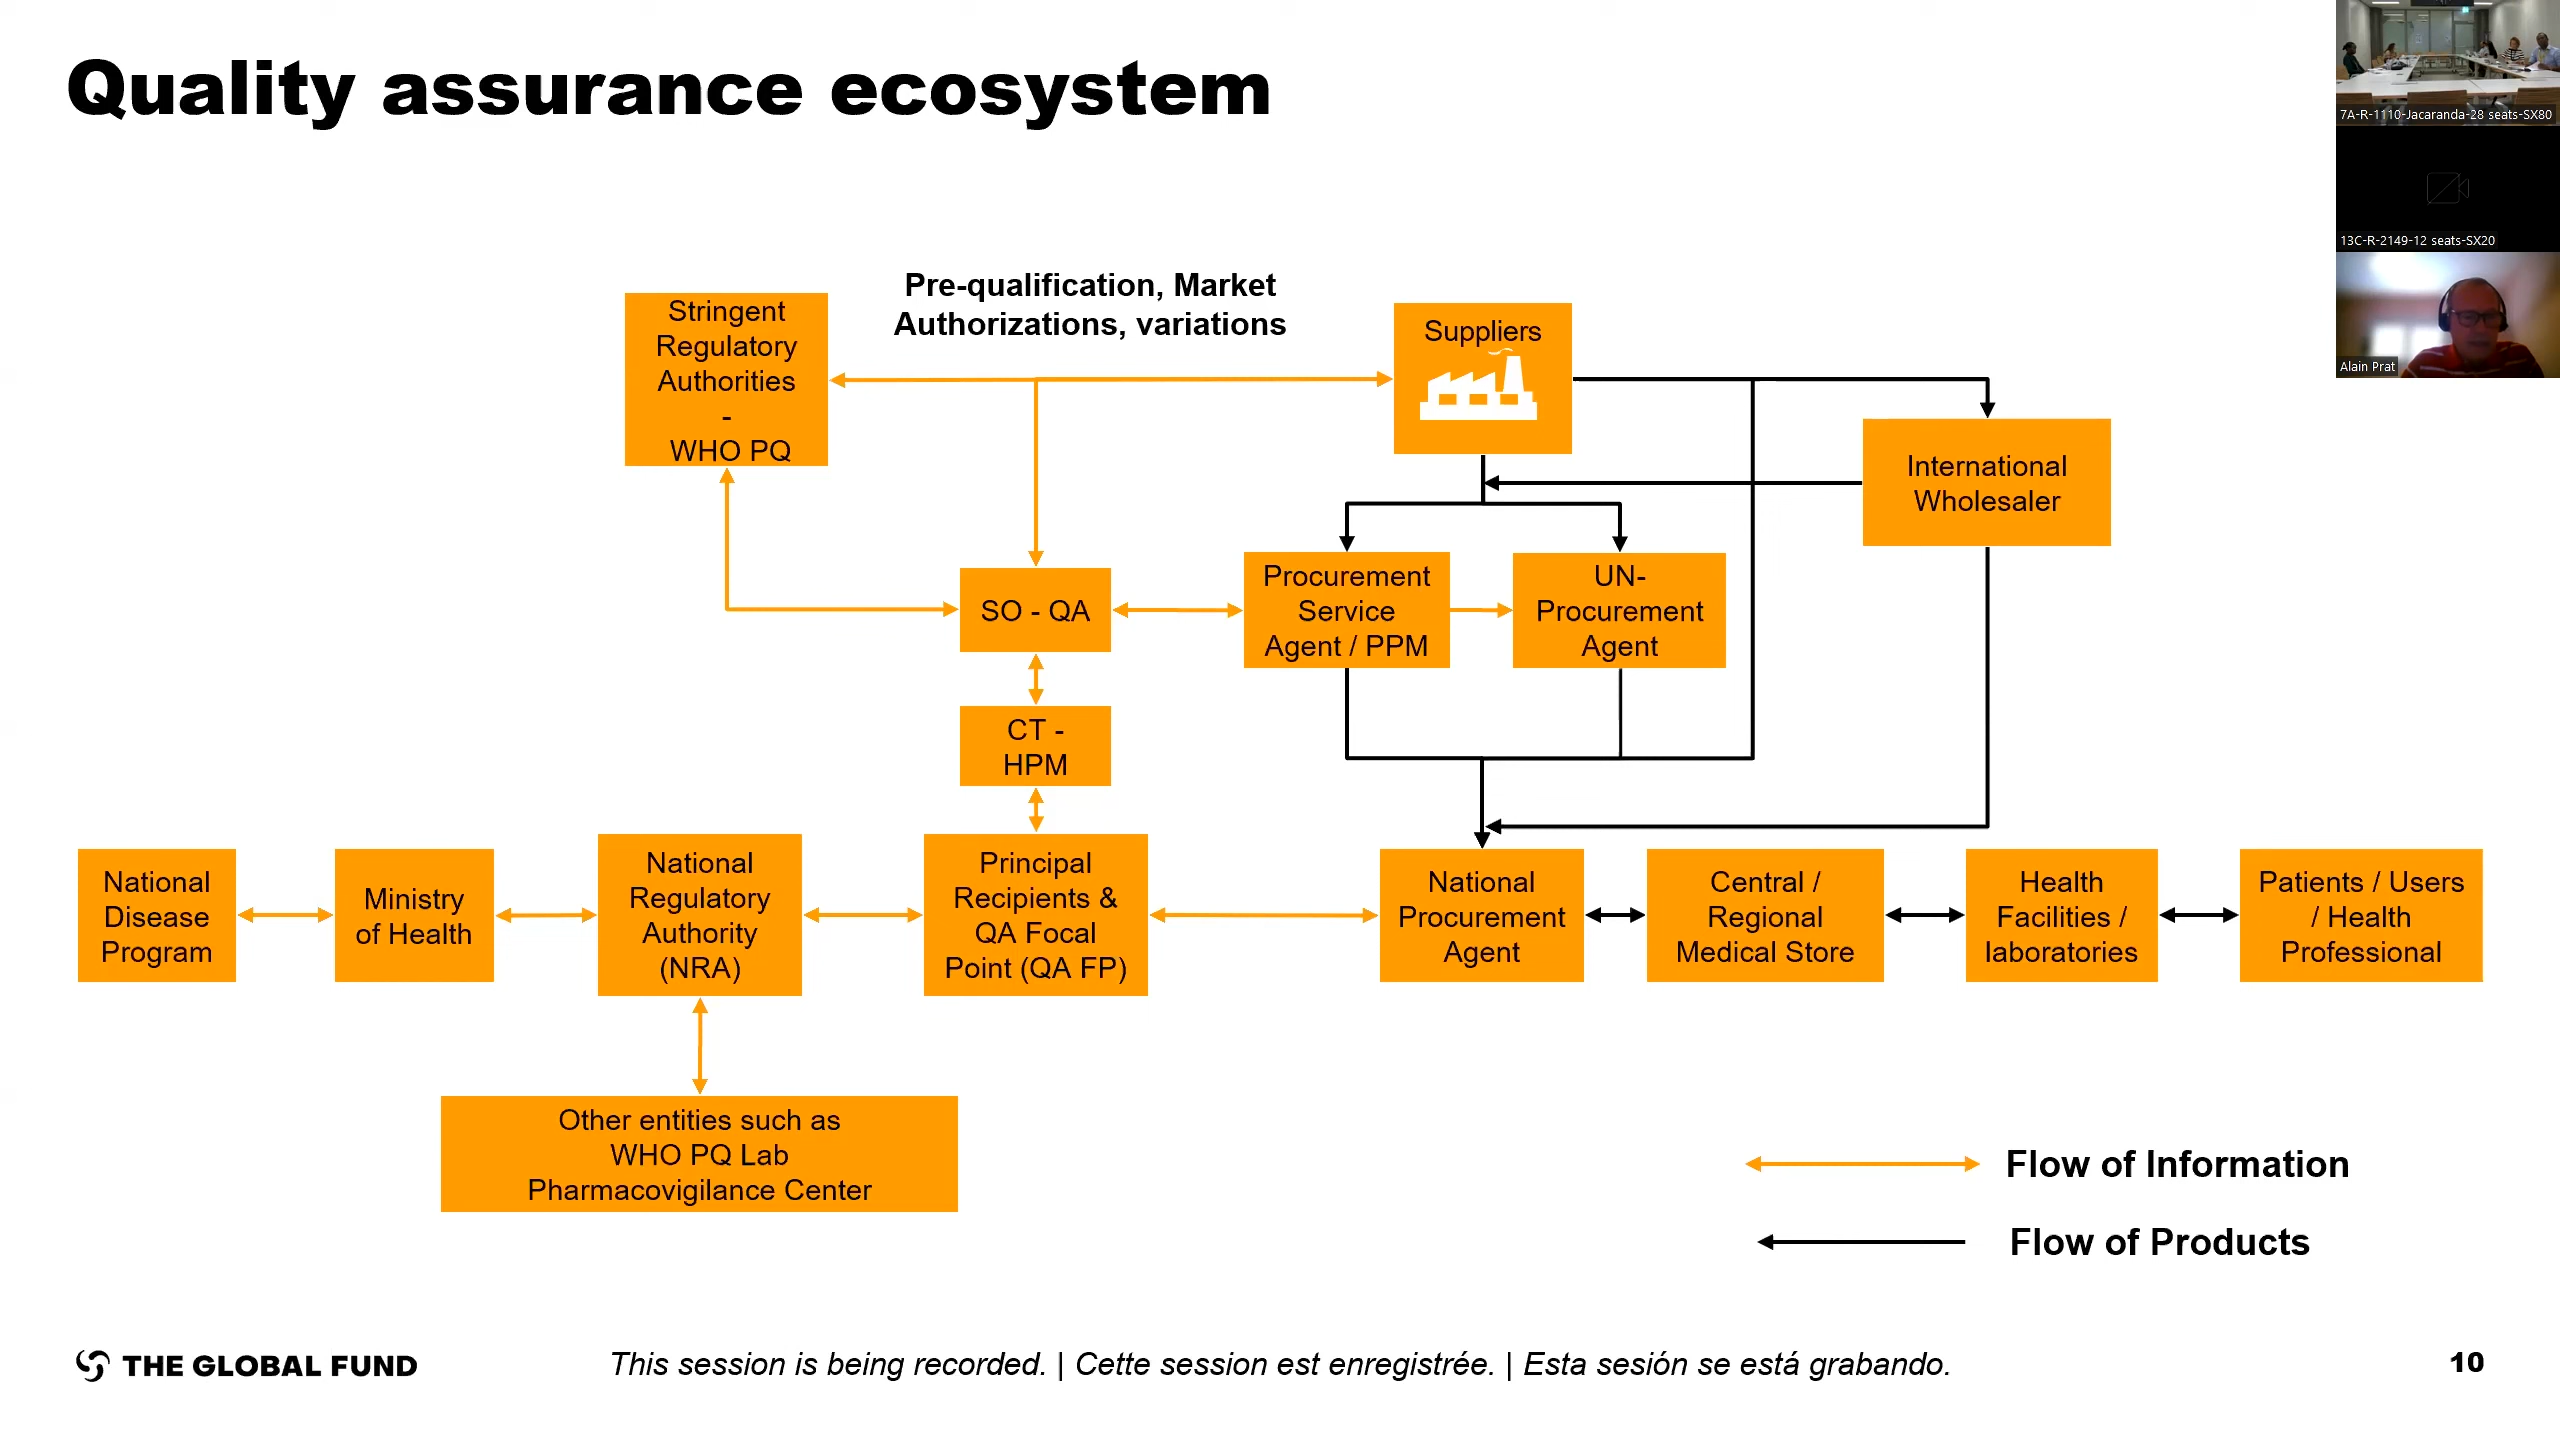 Quality assurance ecosystem
7A-R-1110-Jacaranda-28 seats-SX80
13C-R-2149-12 seats-SX20
Alain Prat
Pre-qualification, Market
Authorizations, variations
Stringent
Regulatory
Authorities
-
WHO PQ
Suppliers
International
Wholesaler
SO - QA
Procurement
Service
Agent / PPM
UN-
Procurement
Agent
CT -
HPM
National
Disease
Program
Ministry
of Health
National
Regulatory
Authority
(NRA)
Principal
Recipients &
QA Focal
Point (QA FP)
National
Procurement
Agent
Central /
Regional
Medical Store
Health
Facilities /
laboratories
Patients / Users
/ Health
Professional
Other entities such as
WHO PQ Lab
Pharmacovigilance Center
Flow of Information
Flow of Products
THE GLOBAL FUND
This session is being recorded. | Cette session est enregistrée. | Esta sesión se está grabando.
10